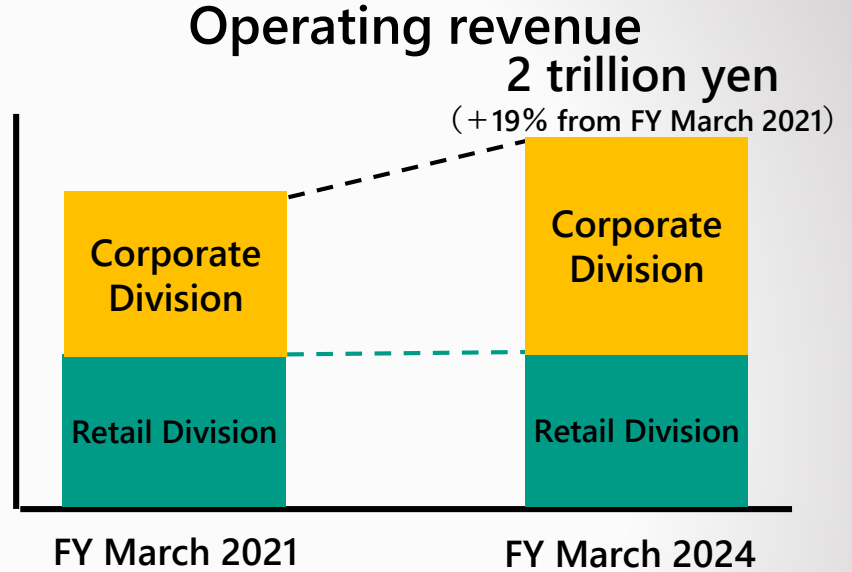 Operating revenue
2 trillion yen
（＋19% from FY March 2021）
Corporate
Division
Corporate
Division
Retail Division
Retail Division
FY March 2021
FY March 2024